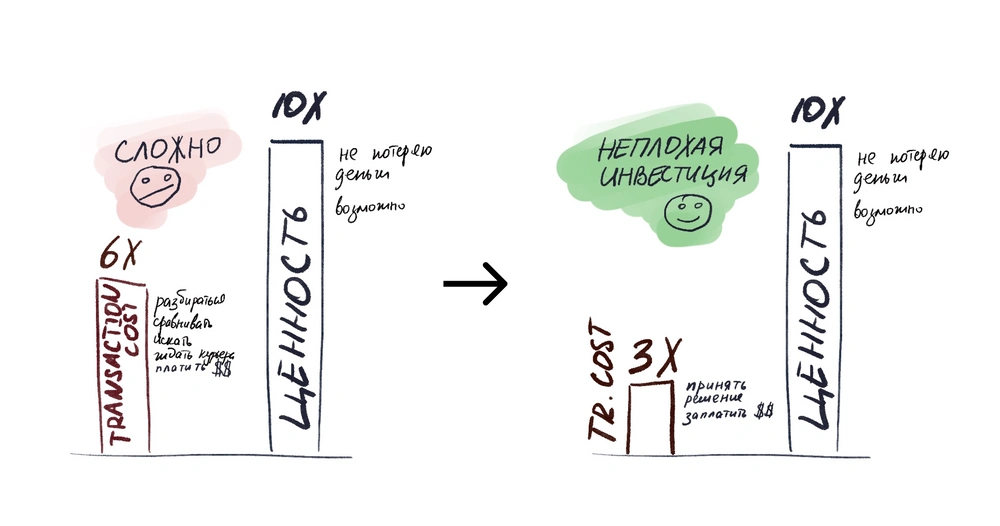 СЛОЖНО
6X
TRANSACTION
COST
разбираться
сравнивать
искать
ждать курьера
платить $$
10X
ЦЕННОСТЬ
не потеряю
деньги
возможно
НЕПЛОХАЯ
ИНВЕСТИЦИЯ
TR. COST
3X
принять
решение
заплатить $$
10X
ЦЕННОСТЬ
не потеряю
деньги
возможно